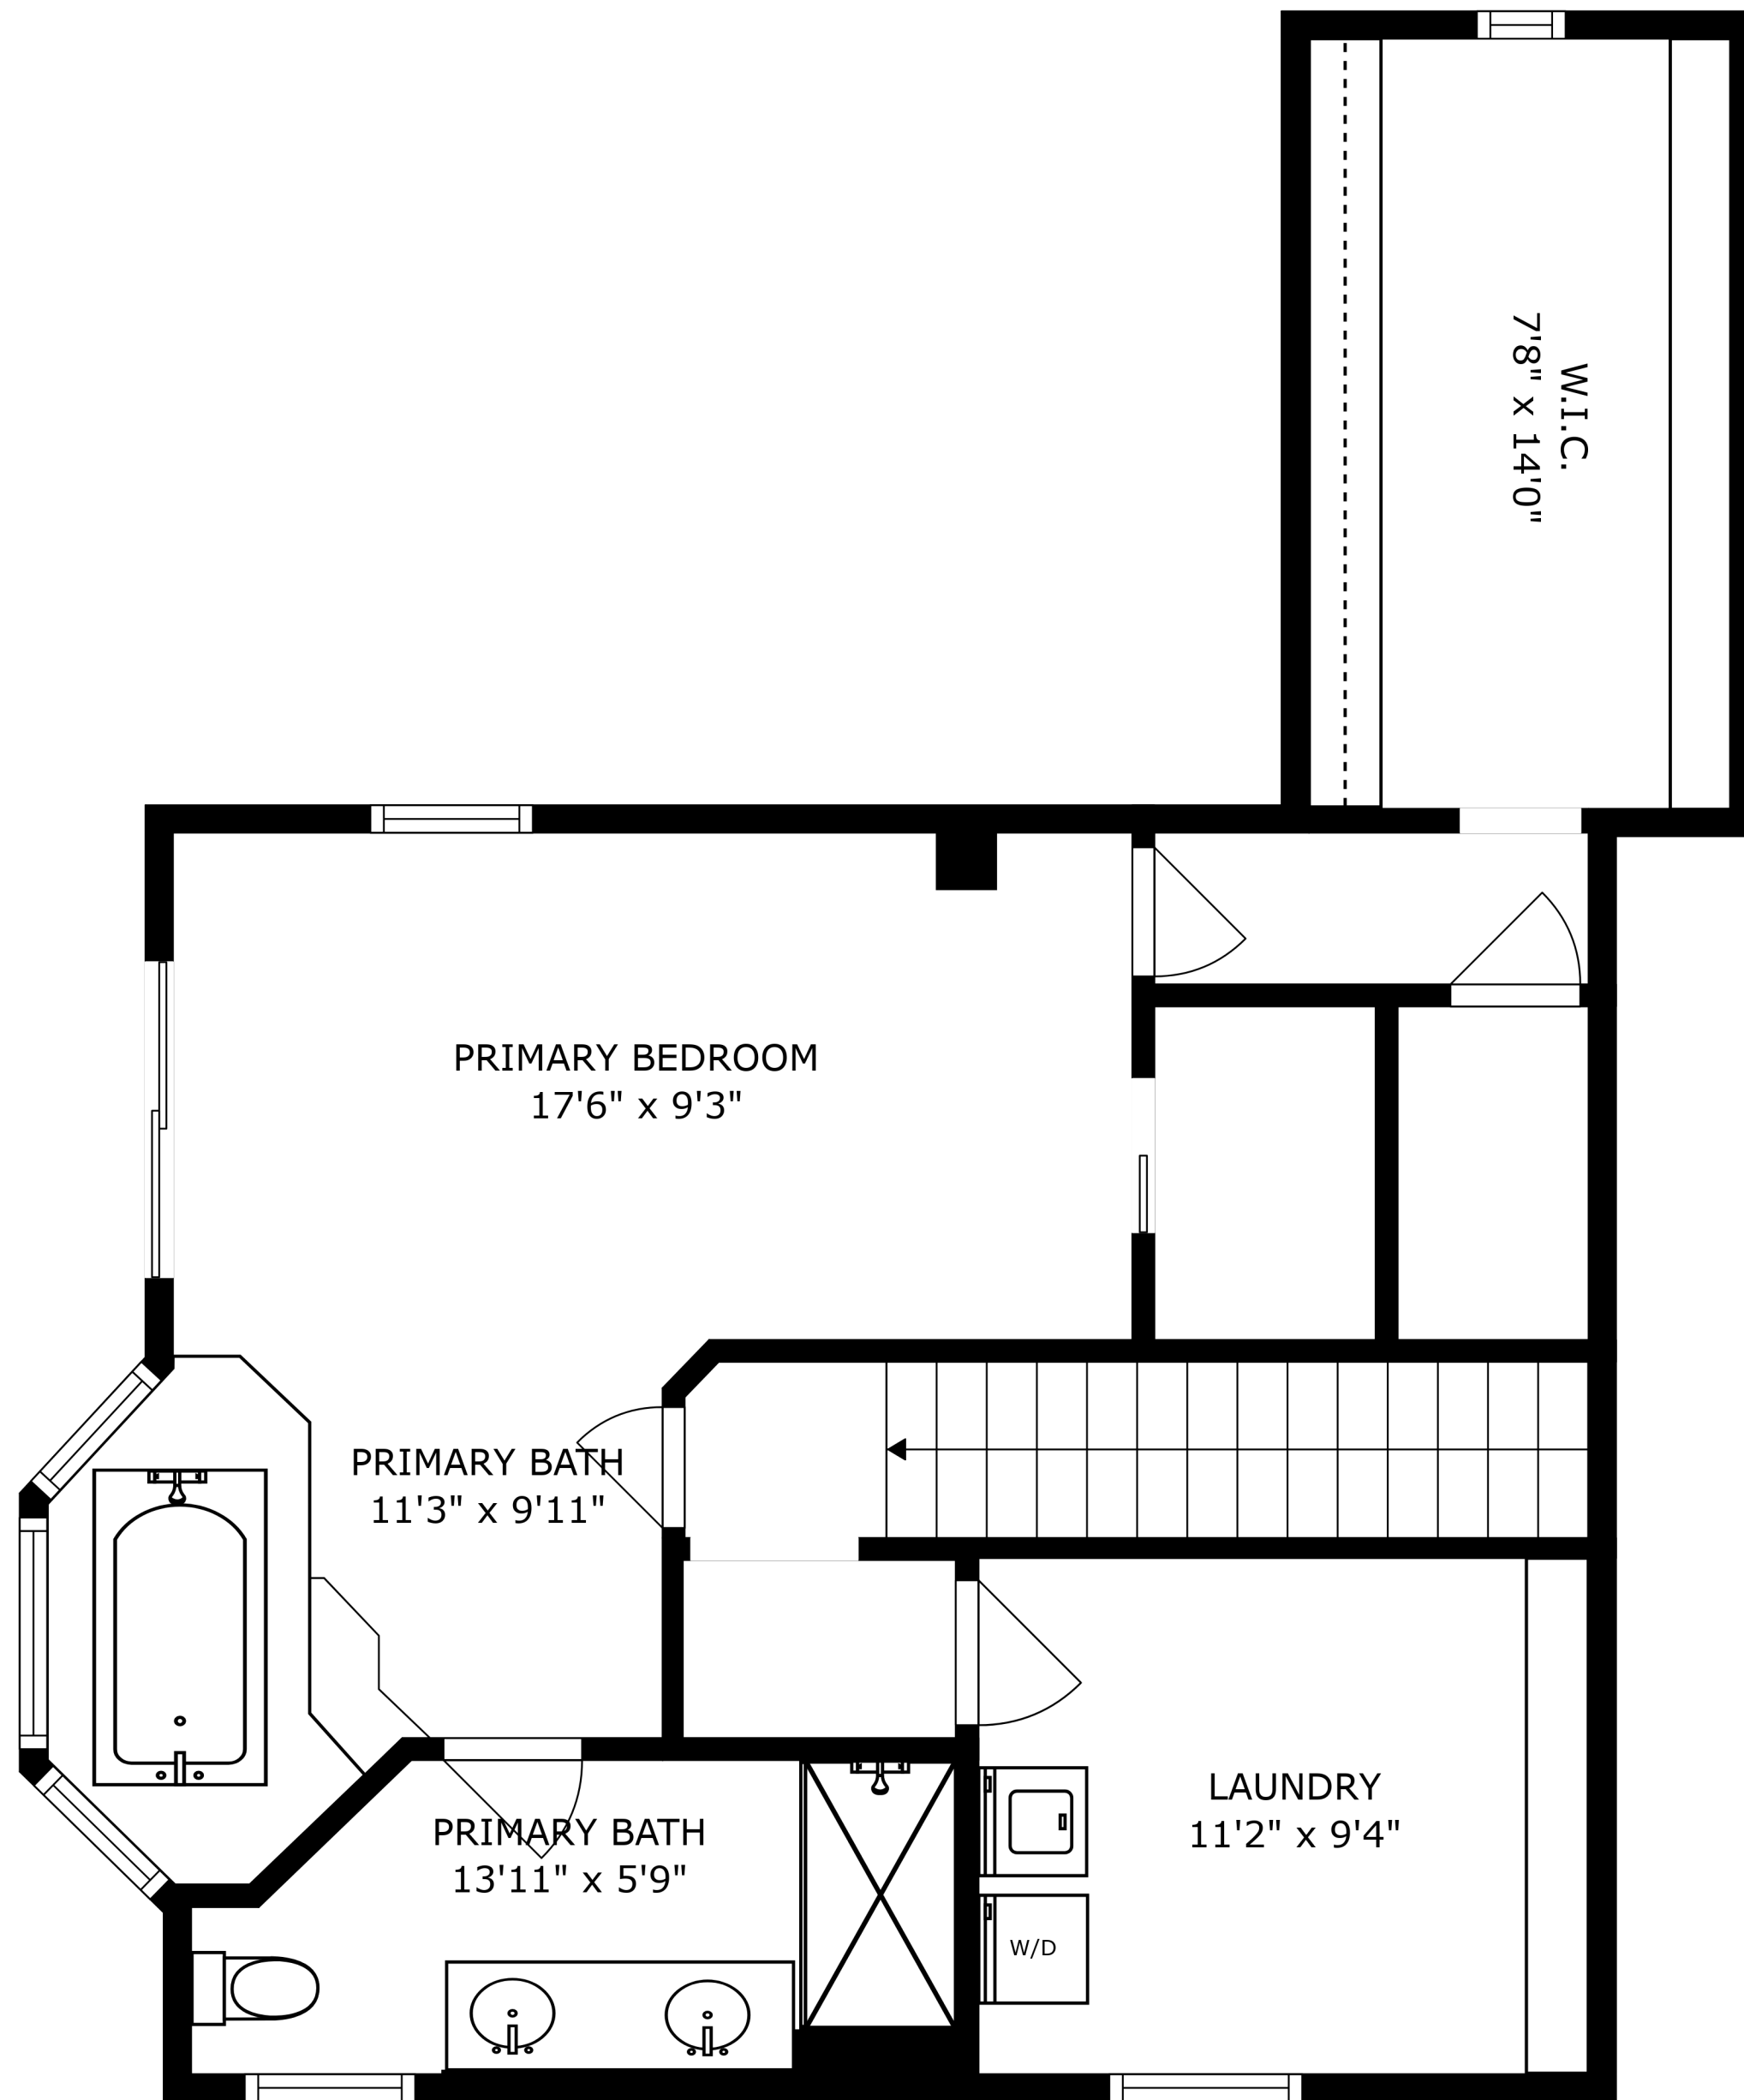 W.I.C.
7'8" x 14'0"
PRIMARY BEDROOM
17'6" x 9'3"
PRIMARY BATH
11'3" x 9'11"
PRIMARY BATH
13'11" x 5'9"
LAUNDRY
11'2" x 9'4"
W/D